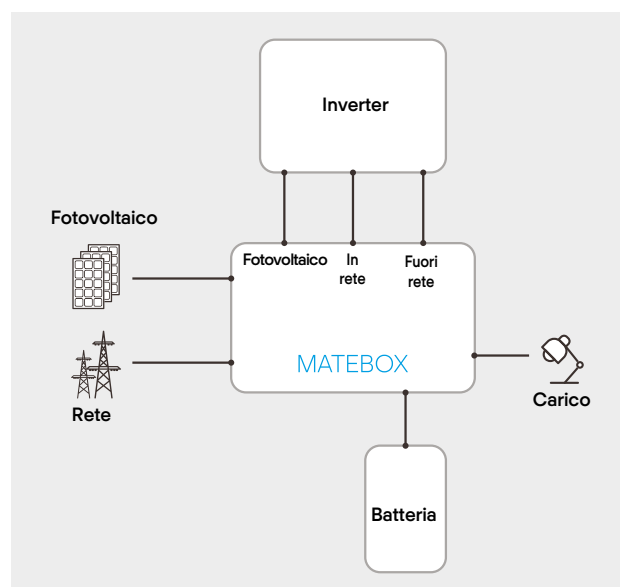 Inverter
Fotovoltaico
Fotovoltaico
In
rete
Fuori
rete
MATEBOX
Rete
Carico
Batteria